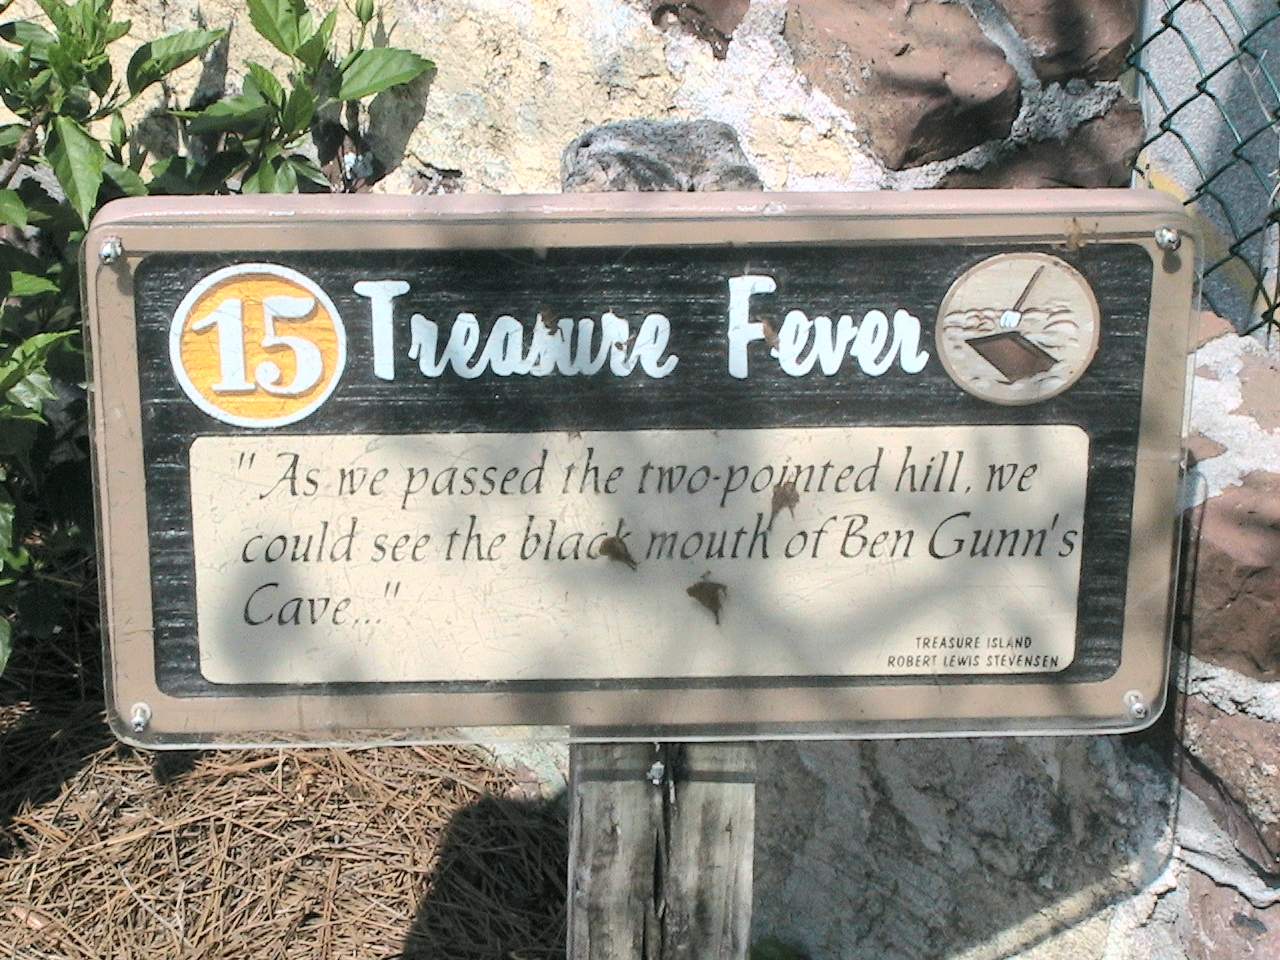 15 Treasure Fever
" As we passed the two-pointed hill, we
could see the black mouth of Ben Gunn's
Cave..."
TREASURE ISLAND
ROBERT LEWIS STEVENSEN